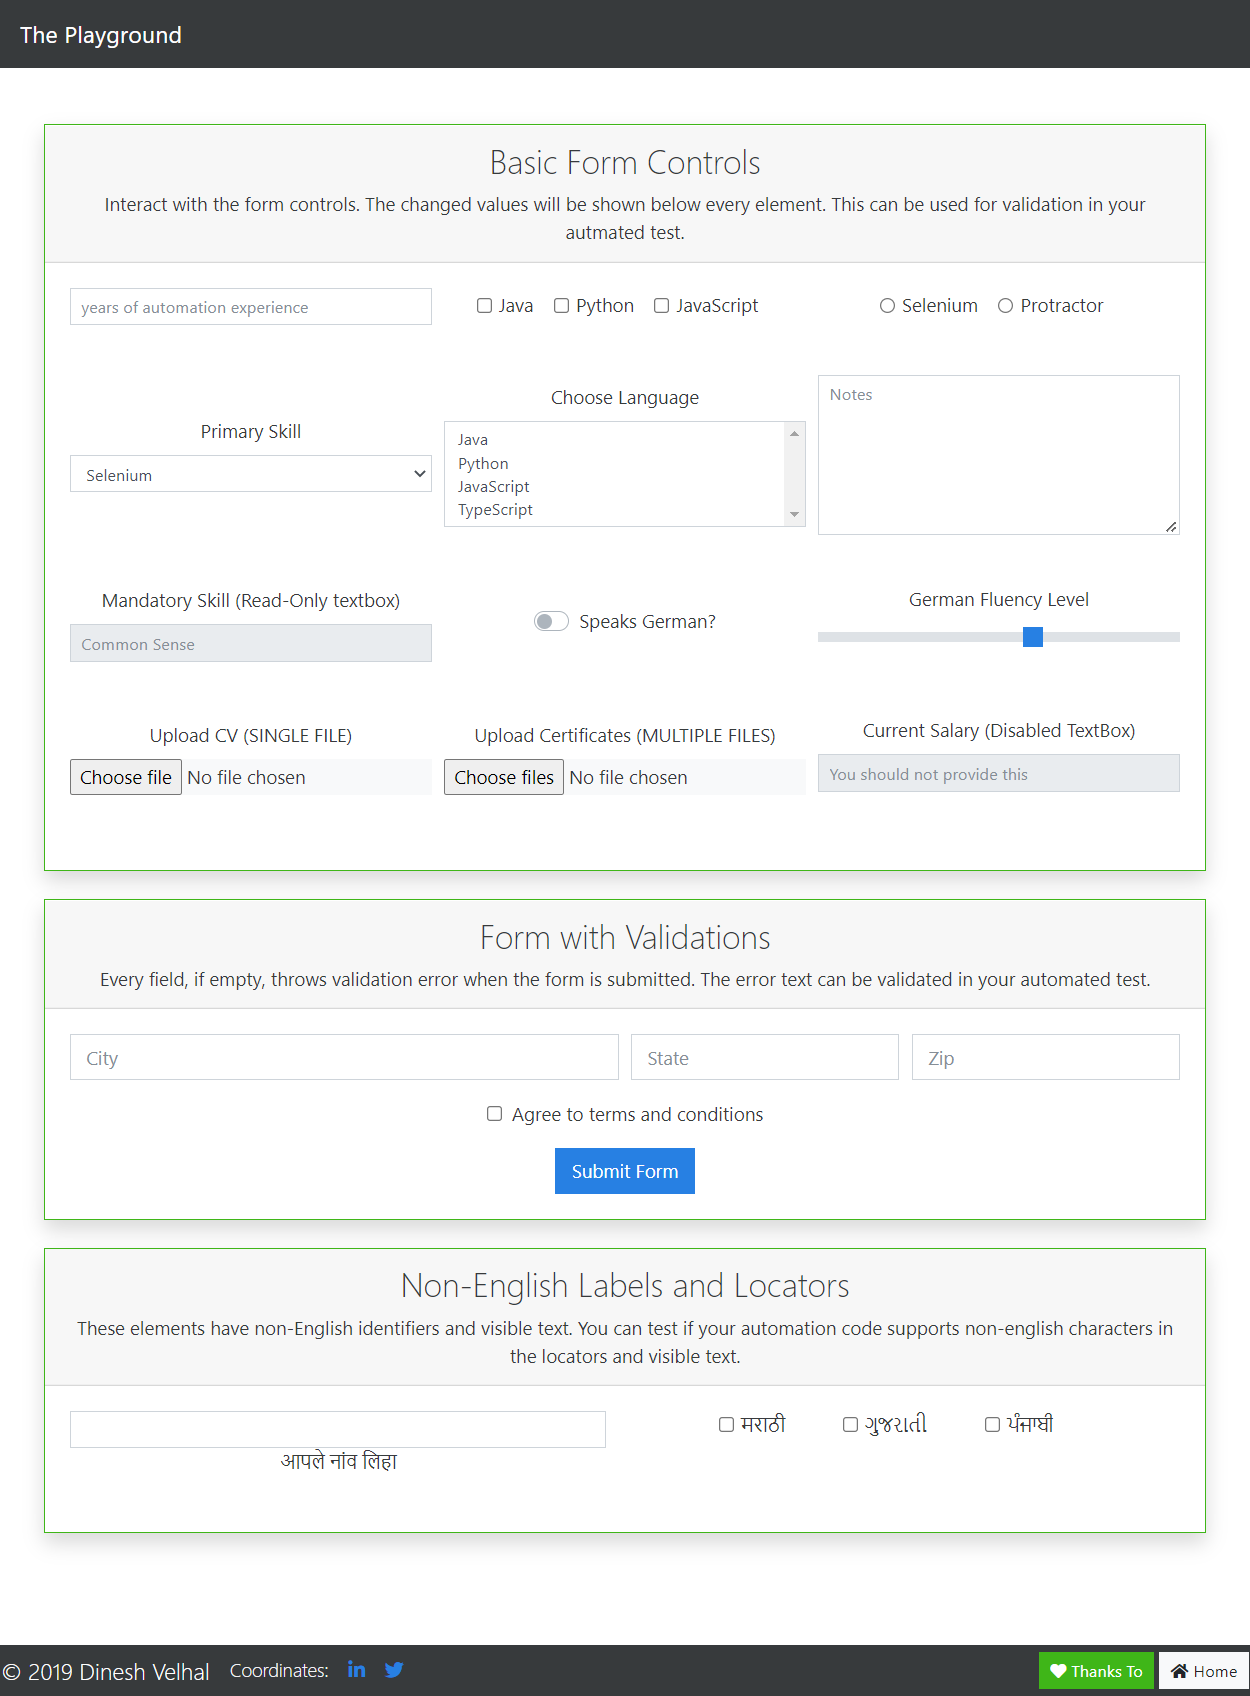 The Playground
Basic Form Controls
Interact with the form controls. The changed values will be shown below every element. This can be used for validation in your
autmated test.
years of automation experience
Java Python JavaScript
Selenium Protractor
Primary Skill
Selenium
Choose Language
Java
Python
JavaScript
TypeScript
Notes
Mandatory Skill (Read-Only textbox)
Common Sense
Speaks German?
German Fluency Level
Upload CV (SINGLE FILE)
Choose file No file chosen
Upload Certificates (MULTIPLE FILES)
Choose files No file chosen
Current Salary (Disabled TextBox)
You should not provide this
Form with Validations
Every field, if empty, throws validation error when the form is submitted. The error text can be validated in your automated test.
City State Zip
Agree to terms and conditions
Submit Form
Non-English Labels and Locators
These elements have non-English identifiers and visible text. You can test if your automation code supports non-english characters in
the locators and visible text.
मराठी ગુજરાતી ਪੰਜਾਬੀ
आपले नांव लिहा
© 2019 Dinesh Velhal Coordinates: Thanks To Home